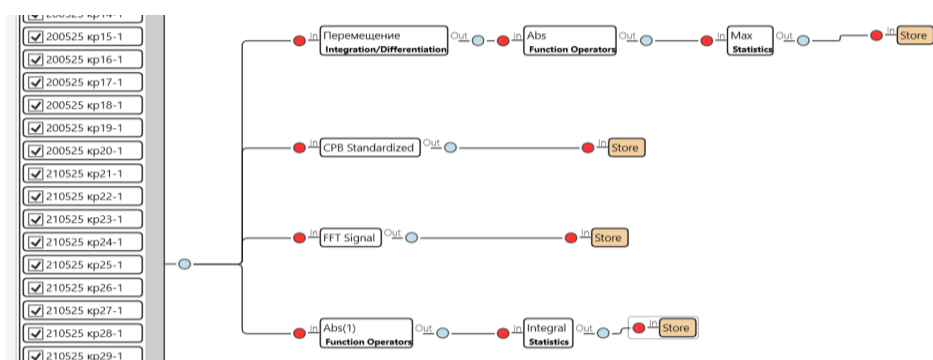 200525 кр14-1
200525 кр15-1
200525 кр16-1
200525 кр17-1
200525 кр18-1
200525 кр19-1
200525 кр20-1
210525 кр21-1
210525 кр22-1
210525 кр23-1
210525 кр24-1
210525 кр25-1
210525 кр26-1
210525 кр27-1
210525 кр28-1
210525 кр29-1
In Перемещение Out In Abs Out In Max Out In Store
Integration/Differentiation Function Operators Statistics
In CPB Standardized Out In Store
In FFT Signal Out In Store
In Abs(1) Out In Integral Out In Store
Function Operators Statistics